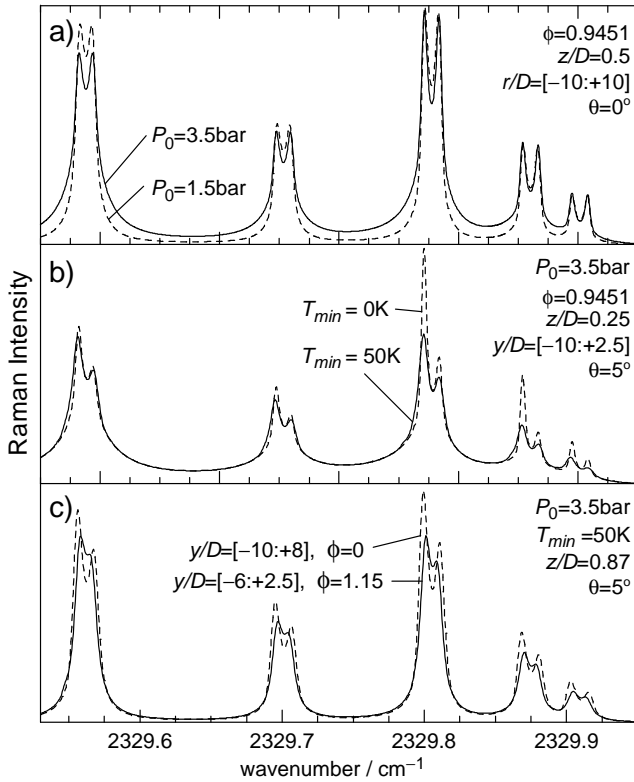 a)
ϕ=0.9451
z/D=0.5
r/D=[−10:+10]
θ=0°
P0=3.5bar
P0=1.5bar
b)
P0=3.5bar
ϕ=0.9451
z/D=0.25
y/D=[−10:+2.5]
θ=5°
Tmin = 0K
Tmin = 50K
Raman Intensity
c)
P0=3.5bar
Tmin =50K
z/D=0.87
θ=5°
y/D=[−10:+8], ϕ=0
y/D=[−6:+2.5], ϕ=1.15
2329.6 2329.7 2329.8 2329.9
wavenumber / cm−1